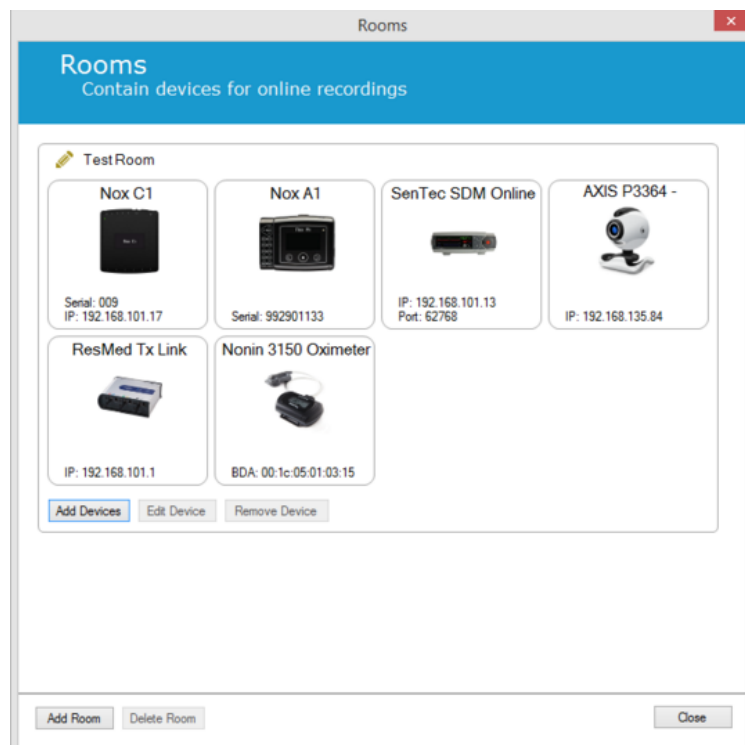 Rooms
Rooms
Contain devices for online recordings
Test Room
Nox C1
Serial: 009
IP: 192.168.101.17
Nox A1
Serial: 992901133
SenTec SDM Online
IP: 192.168.101.13
Port: 62768
AXIS P3364 -
IP: 192.168.135.84
ResMed Tx Link
IP: 192.168.101.1
Nonin 3150 Oximeter
BDA: 00:1c:05:01:03:15
Add Devices
Edit Device
Remove Device
Add Room
Delete Room
Close